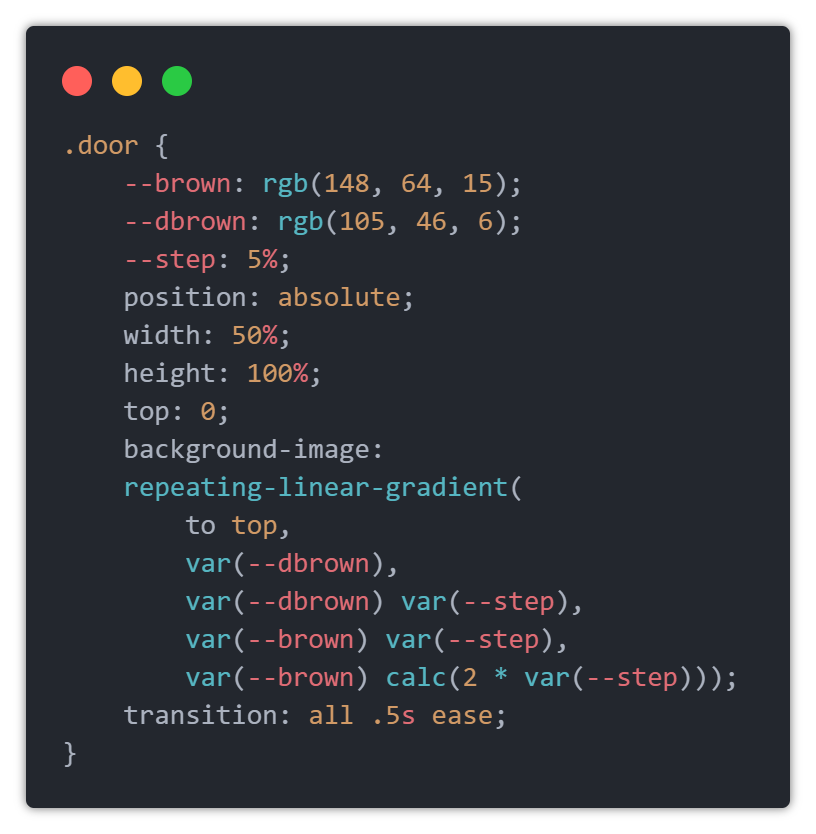 .door {
    --brown: rgb(148, 64, 15);
    --dbrown: rgb(105, 46, 6);
    --step: 5%;
    position: absolute;
    width: 50%;
    height: 100%;
    top: 0;
    background-image:
    repeating-linear-gradient(
        to top,
        var(--dbrown),
        var(--dbrown) var(--step),
        var(--brown) var(--step),
        var(--brown) calc(2 * var(--step)));
    transition: all .5s ease;
}